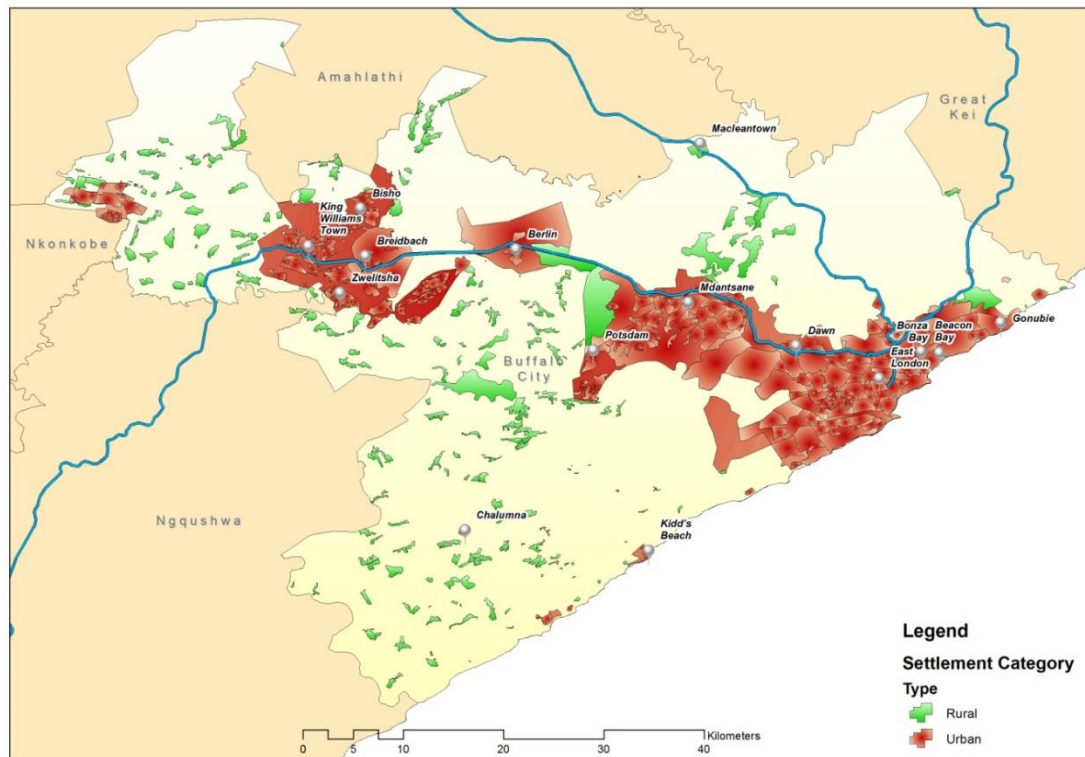 Amahlathi
Great
Kei
Macleantown
Bisho
King
Williams
Town
Nkonkobe
Breidbach
Berlin
Zwelitsha
Mdantsane
Gonubie
Bonza
Bay
Beacon
Bay
Dawn
Potsdam
East
London
Buffalo
City
Ngqushwa
Chalumna
Kidd's
Beach
Legend
Settlement Category
Type
Rural
Urban
Kilometers
0 5 10 20 30 40